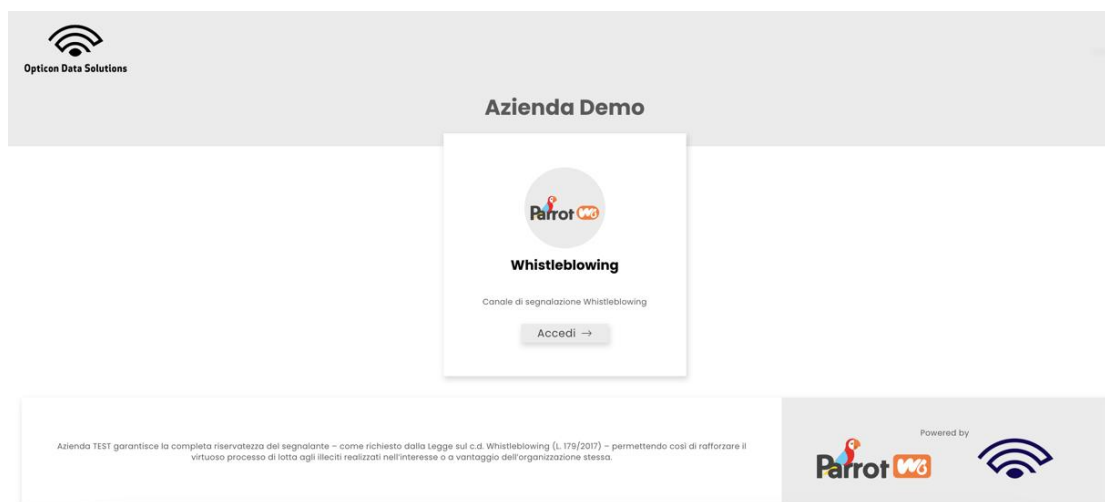 Opticon Data Solutions
Azienda Demo
Parrot WB
Whistleblowing
Canale di segnalazione Whistleblowing
Accedi →
Azienda TEST garantisce la completa riservatezza del segnalante – come richiesto dalla Legge sul c.d. Whistleblowing (L. 179/2017) – permettendo così di rafforzare il
virtuoso processo di lotta agli illeciti realizzati nell'interesse o a vantaggio dell'organizzazione stessa.
Powered by
Parrot WB